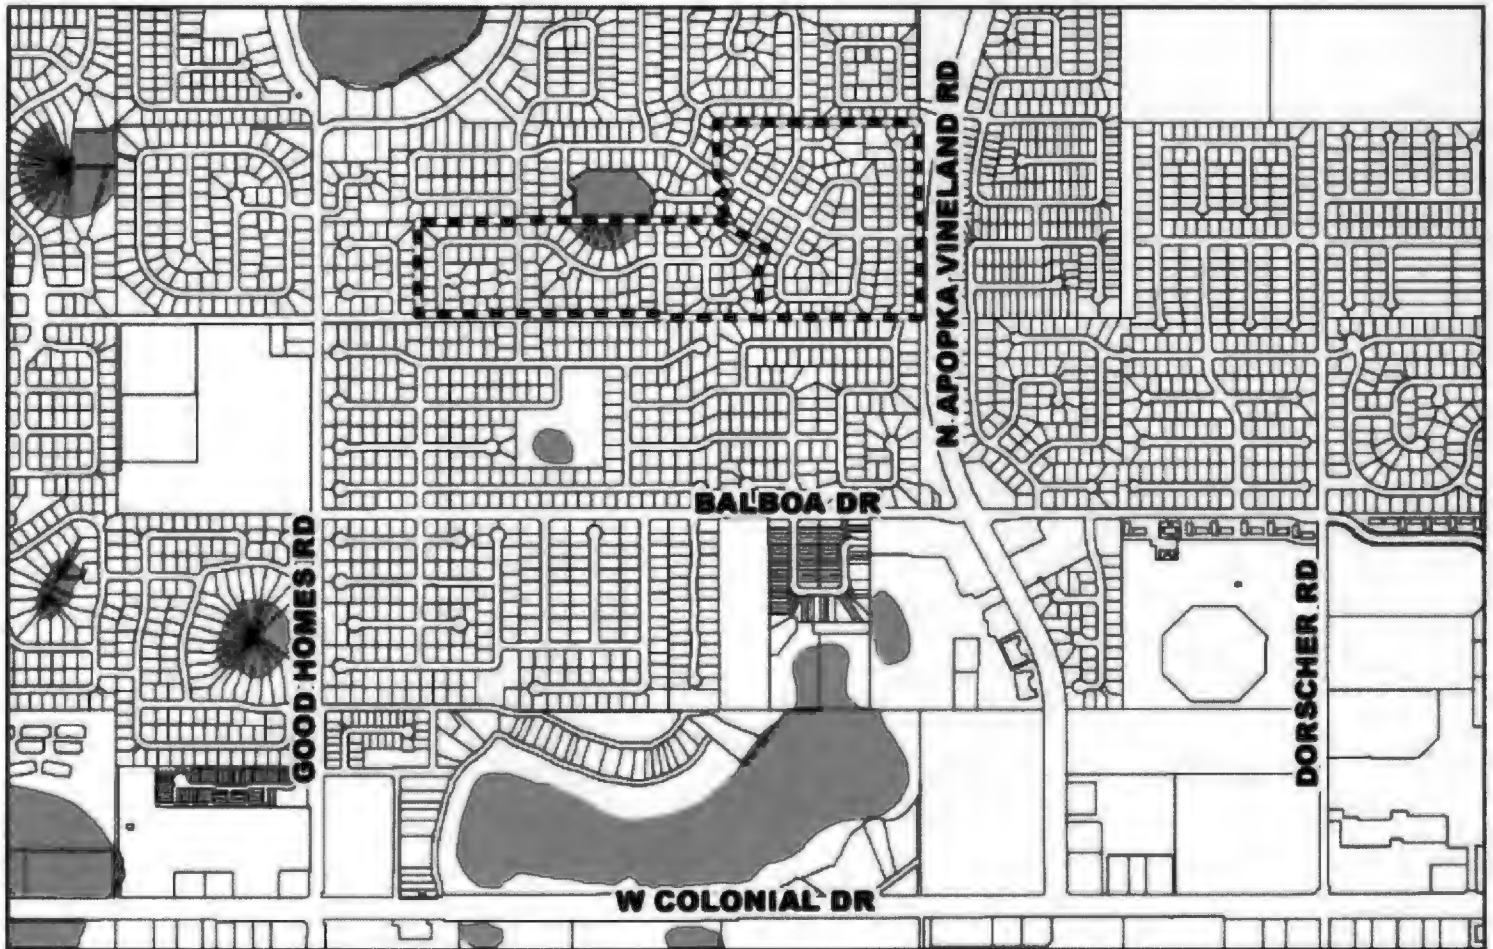 N APOPKA VINELAND RD
BALBOA DR
GOOD HOMES RD
DORSCHER RD
W COLONIAL DR